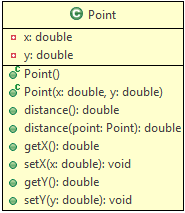 Point
x: double
y: double
Point()
Point(x: double, y: double)
distance(): double
distance(point: Point): double
getX(): double
setX(x: double): void
getY(): double
setY(y: double): void